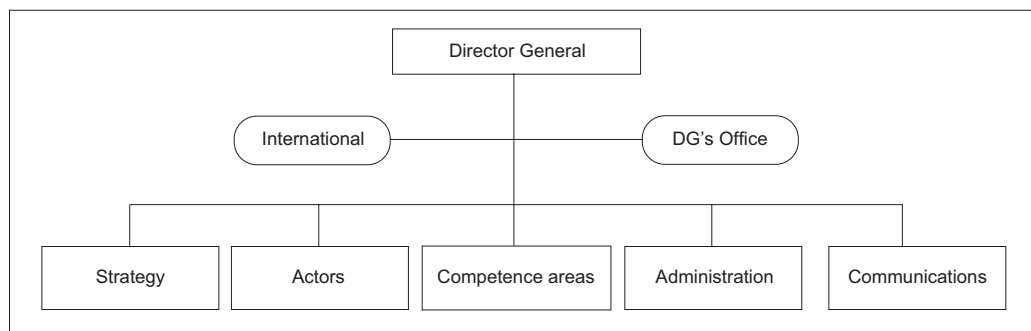 Director General
International
DG's Office
Strategy
Actors
Competence areas
Administration
Communications